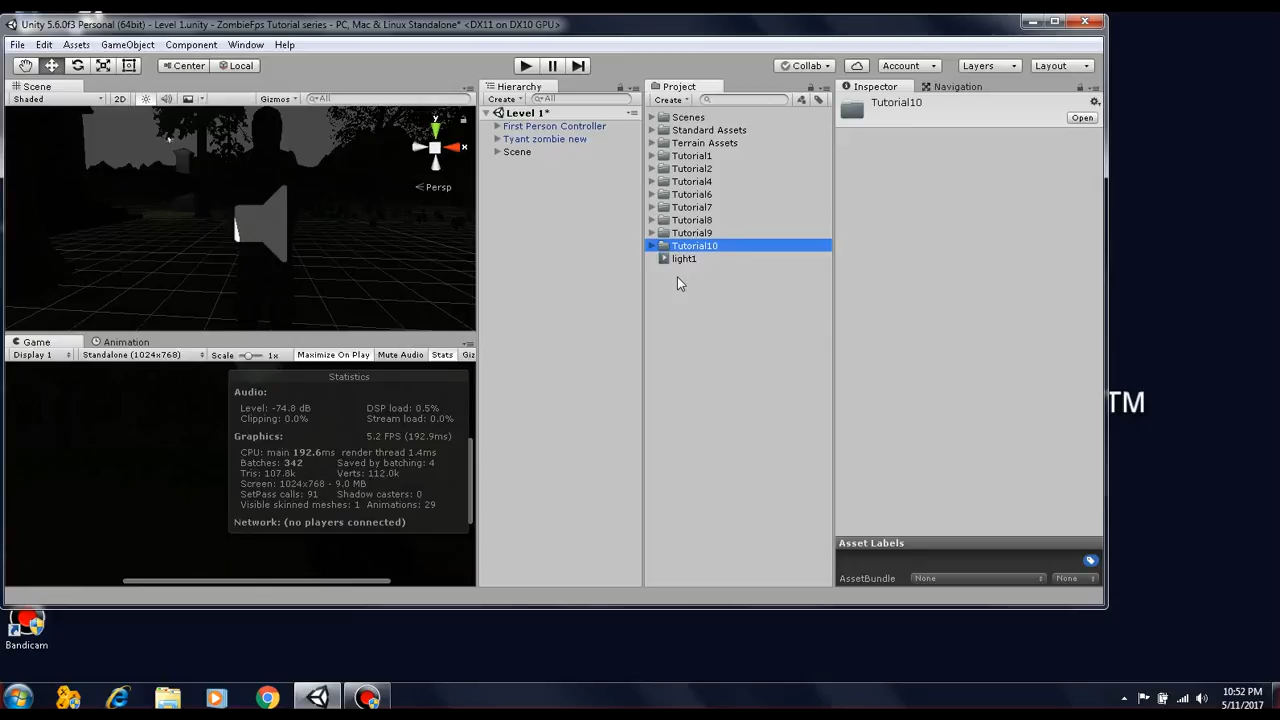 Unity 5.6.0f3 Personal (64bit) - Level 1.unity - ZombieFps Tutorial series - PC, Mac & Linux Standalone* <DX11 on DX10 GPU>
File Edit Assets GameObject Component Window Help
Center Local Collab Account Layers Layout
Scene Hierarchy Project Inspector Navigation
Shaded 2D Gizmos All Create All Create Tutorial10
Open
Level 1*
First Person Controller
Tyant zombie new
Scene
Scenes
Standard Assets
Terrain Assets
Tutorial1
Tutorial2
Tutorial4
Tutorial6
Tutorial7
Tutorial8
Tutorial9
Tutorial10
light1
y
x
Persp
Game Animation
Display 1 Standalone (1024x768) Scale 1x Maximize On Play Mute Audio Stats Giz
Statistics
Audio:
Level: -74.8 dB DSP load: 0.5%
Clipping: 0.0% Stream load: 0.0%
Graphics: 5.2 FPS (192.9ms)
CPU: main 192.6ms render thread 1.4ms
Batches: 342 Saved by batching: 4
Tris: 107.8k Verts: 112.0k
Screen: 1024x768 - 9.0 MB
SetPass calls: 91 Shadow casters: 0
Visible skinned meshes: 1 Animations: 29
Network: (no players connected)
Asset Labels
AssetBundle None None
TM
Bandicam
10:52 PM
5/11/2017